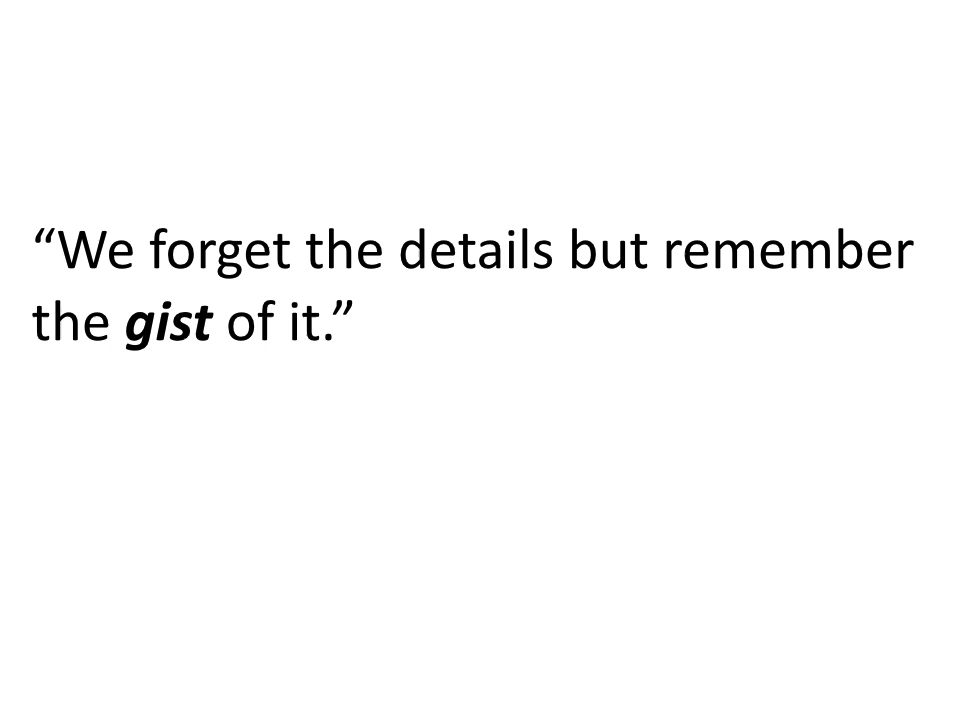 “We forget the details but remember
the gist of it.”